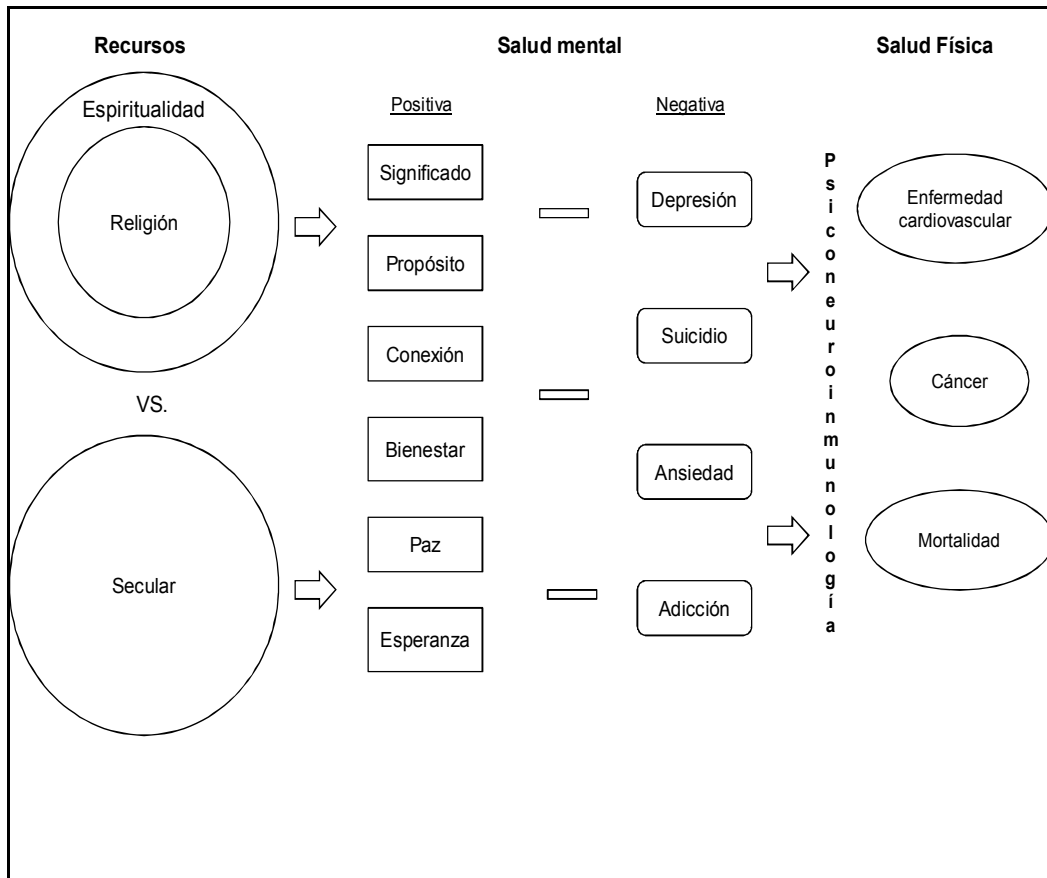 Recursos
Salud mental
Salud Física
Espiritualidad
Religión
VS.
Secular
Positiva
Significado
Propósito
Conexión
Bienestar
Paz
Esperanza
Negativa
Depresión
Suicidio
Ansiedad
Adicción
Psiconeuroinmunología
Enfermedad
cardiovascular
Cáncer
Mortalidad